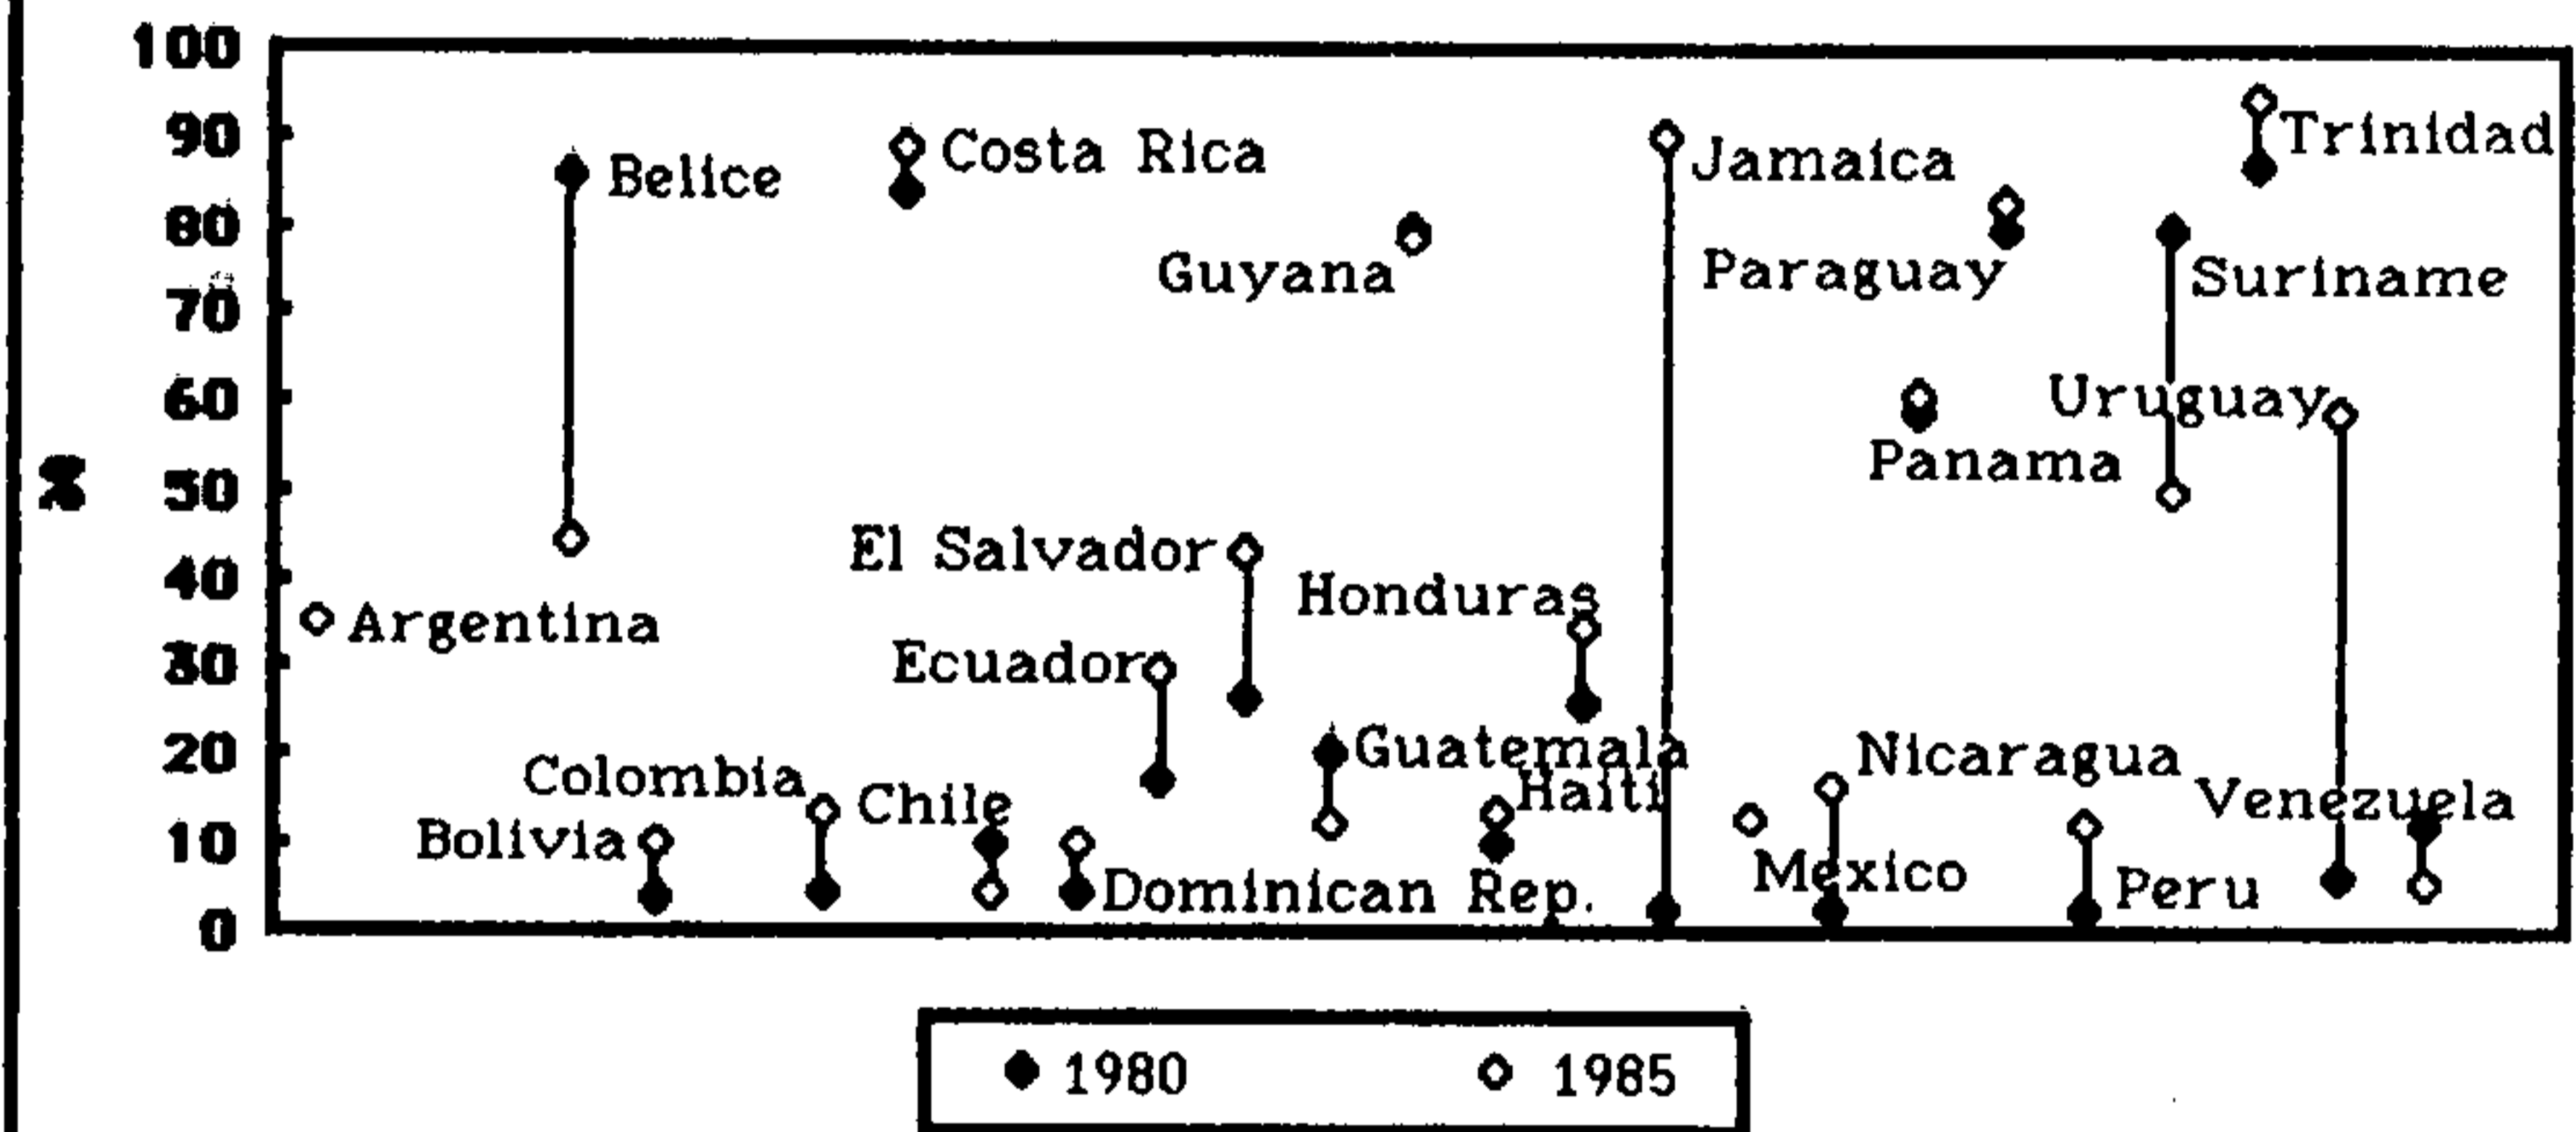 100
90
80
70
60
50
40
30
20
10
0
%
Belice
Costa Rica
Jamaica
Trinidad
Guyana
Paraguay
Suriname
Uruguay
Panama
El Salvador
Honduras
Argentina
Ecuador
Guatemala
Colombia
Chile
Haiti
Nicaragua
Venezuela
Bolivia
Dominican Rep.
Mexico
Peru
1980
1985